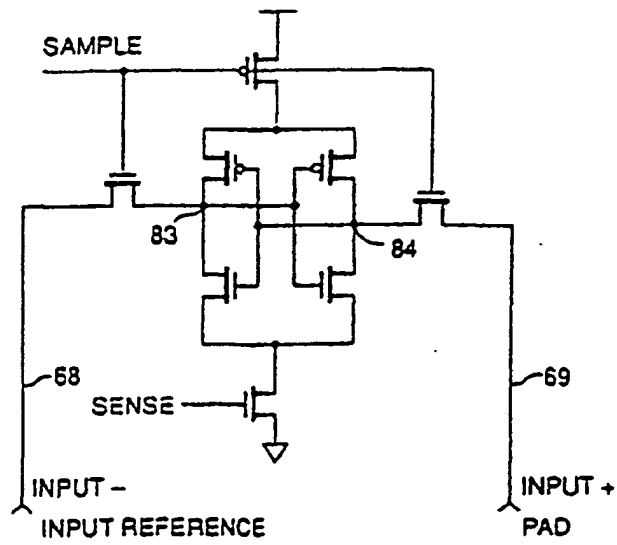 SAMPLE
83
84
68
69
SENSE
INPUT –
INPUT REFERENCE
INPUT +
PAD